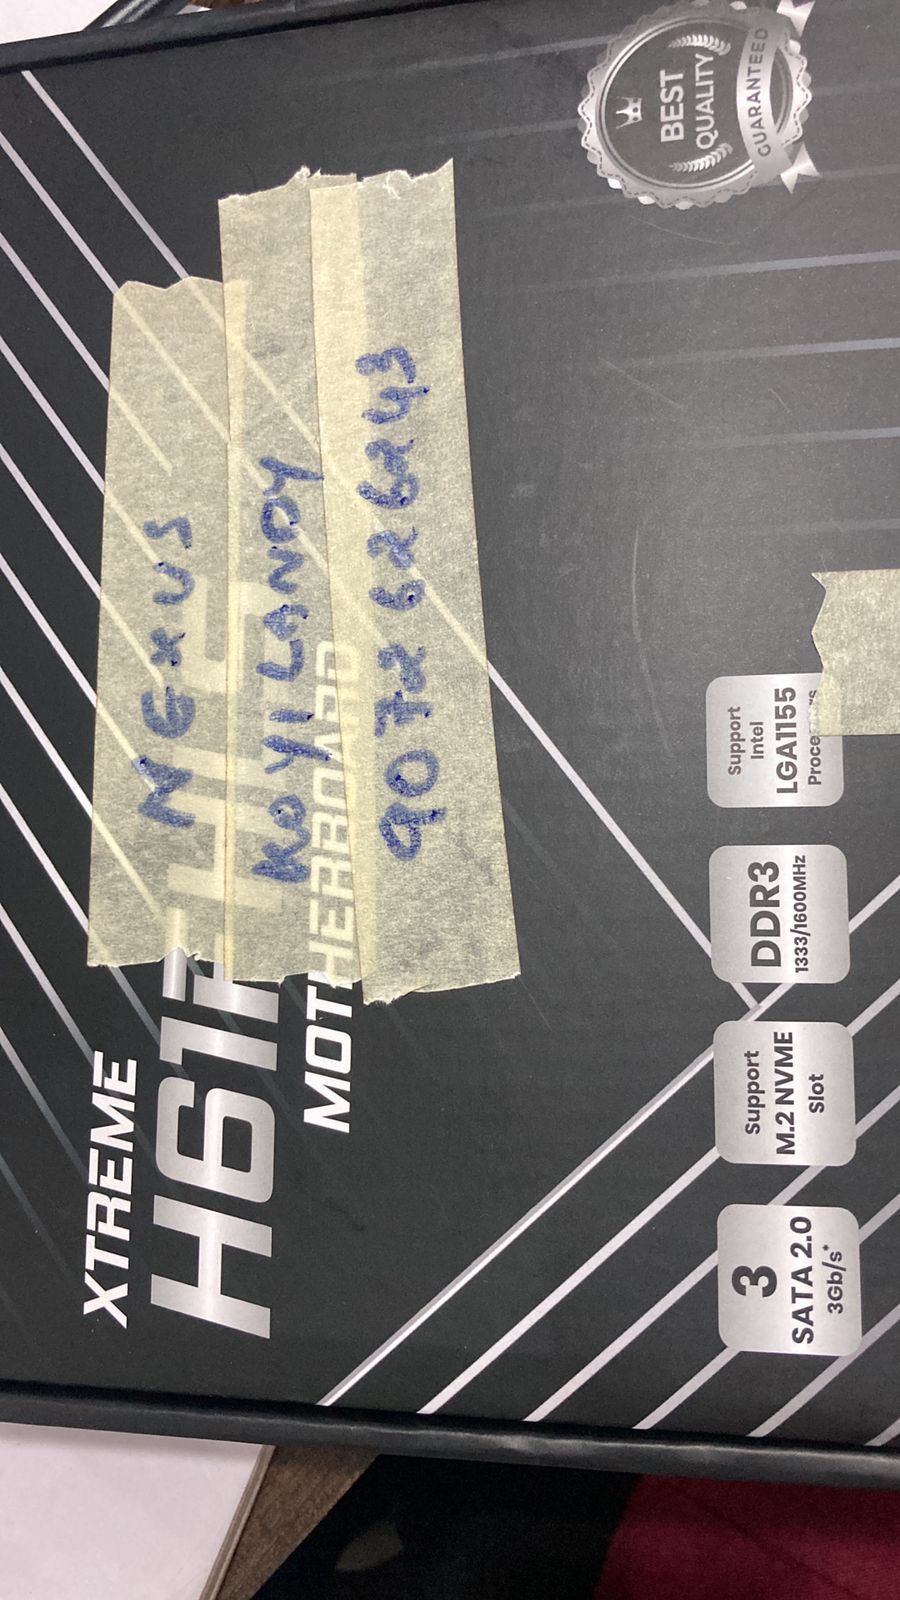 BEST
QUALITY
GUARANTEED
XTREME
H61
MOTHERBOARD
NEXUS
KOYILANDY
9072626243
3
SATA 2.0
3Gb/s*
Support
M.2 NVME
Slot
DDR3
1333/1600MHz
Support
Intel
LGA1155